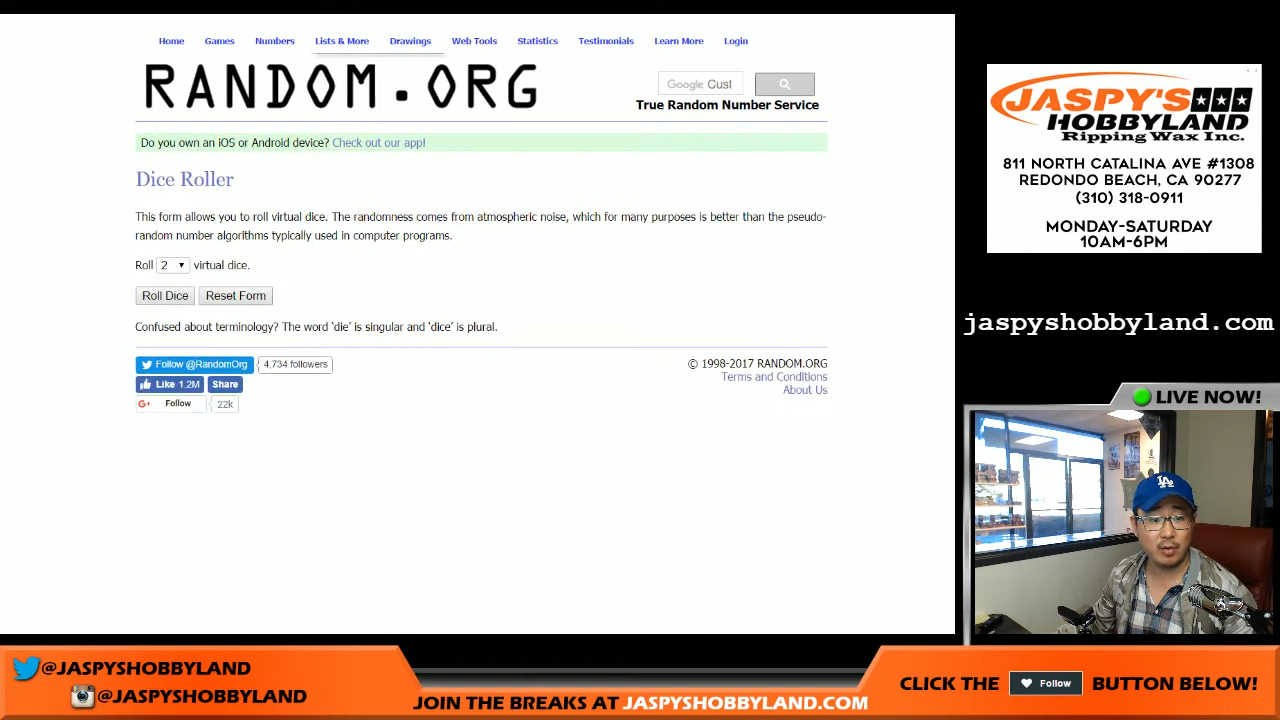 Home Games Numbers Lists & More Drawings Web Tools Statistics Testimonials Learn More Login
RANDOM.ORG
Google Cust
True Random Number Service
Do you own an iOS or Android device? Check out our app!
Dice Roller
This form allows you to roll virtual dice. The randomness comes from atmospheric noise, which for many purposes is better than the pseudo-
random number algorithms typically used in computer programs.
Roll 2 virtual dice.
Roll Dice Reset Form
Confused about terminology? The word 'die' is singular and 'dice' is plural.
Follow @RandomOrg 4,734 followers
Like 1.2M Share
G+ Follow 22k
© 1998-2017 RANDOM.ORG
Terms and Conditions
About Us
JASPY'S
HOBBYLAND
Ripping Wax Inc.
811 NORTH CATALINA AVE #1308
REDONDO BEACH, CA 90277
(310) 318-0911
MONDAY-SATURDAY
10AM-6PM
jaspyshobbyland.com
LIVE NOW!
LA
@JASPYSHOBBYLAND
@JASPYSHOBBYLAND
JOIN THE BREAKS AT JASPYSHOBBYLAND.COM
CLICK THE Follow BUTTON BELOW!